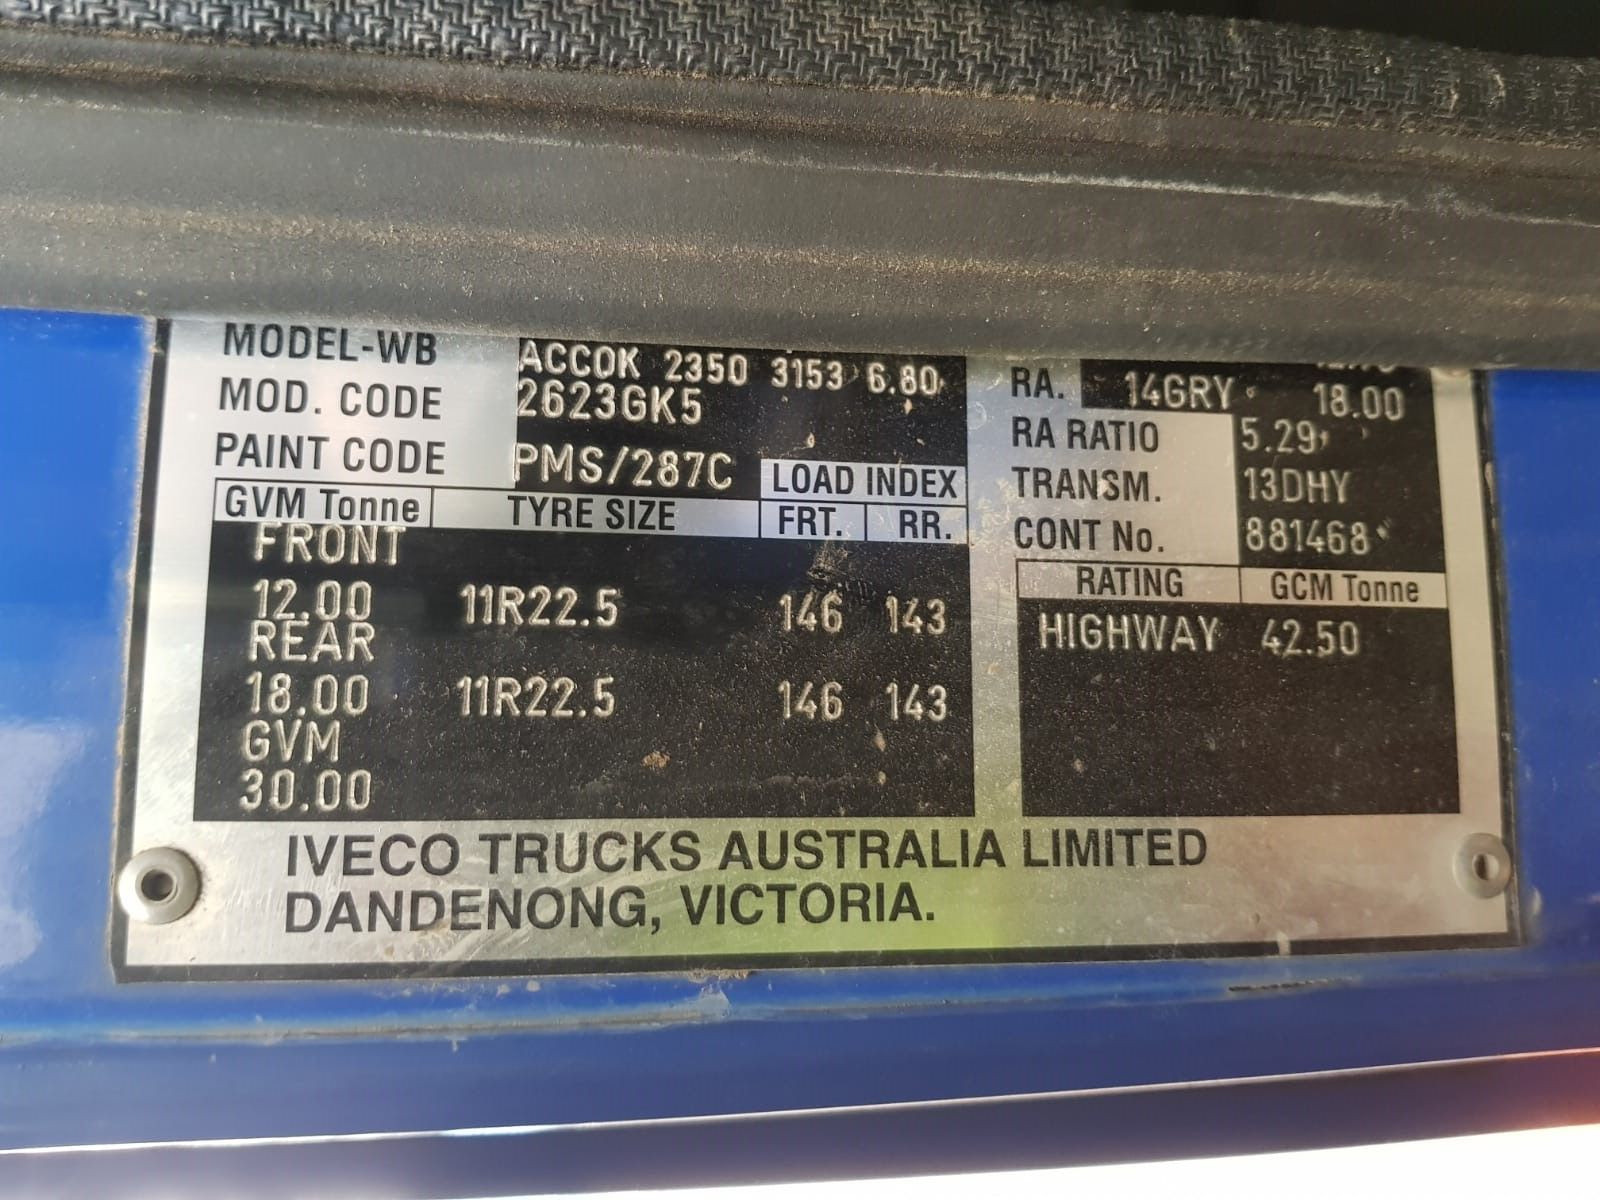 MODEL-WB ACCOK 2350 3153 6.80
MOD. CODE 2623GK5
PAINT CODE PMS/287C
LOAD INDEX
GVM Tonne TYRE SIZE FRT. RR.
FRONT
12.00 11R22.5 146 143
REAR
18.00 11R22.5 146 143
GVM
30.00
RA. 14GRY 18.00
RA RATIO 5.29
TRANSM. 13DHY
CONT No. 881468
RATING GCM Tonne
HIGHWAY 42.50
IVECO TRUCKS AUSTRALIA LIMITED
DANDENONG, VICTORIA.